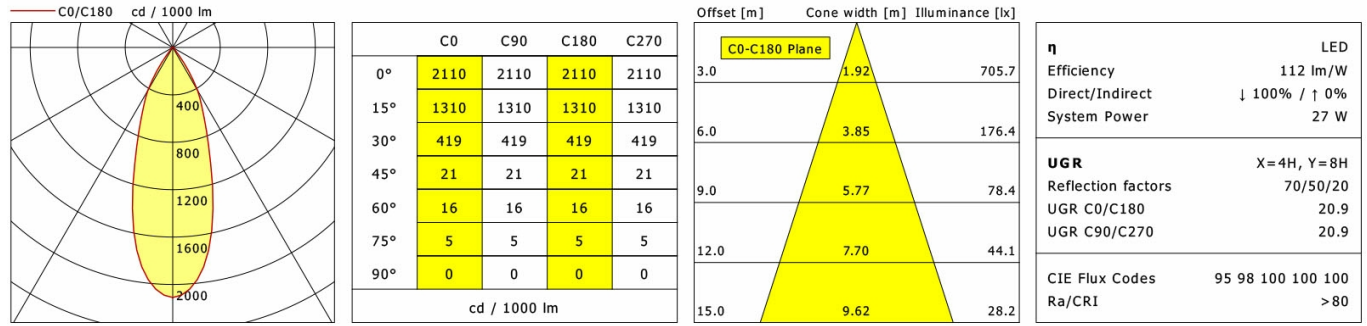 C0/C180 cd / 1000 lm
400
800
1200
1600
2000
C0 C90 C180 C270
0° 2110 2110 2110 2110
15° 1310 1310 1310 1310
30° 419 419 419 419
45° 21 21 21 21
60° 16 16 16 16
75° 5 5 5 5
90° 0 0 0 0
cd / 1000 lm
Offset [m] Cone width [m] Illuminance [lx]
C0-C180 Plane
3.0 1.92 705.7
6.0 3.85 176.4
9.0 5.77 78.4
12.0 7.70 44.1
15.0 9.62 28.2
η LED
Efficiency 112 lm/W
Direct/Indirect ↓ 100% / ↑ 0%
System Power 27 W
UGR X=4H, Y=8H
Reflection factors 70/50/20
UGR C0/C180 20.9
UGR C90/C270 20.9
CIE Flux Codes 95 98 100 100 100
Ra/CRI >80